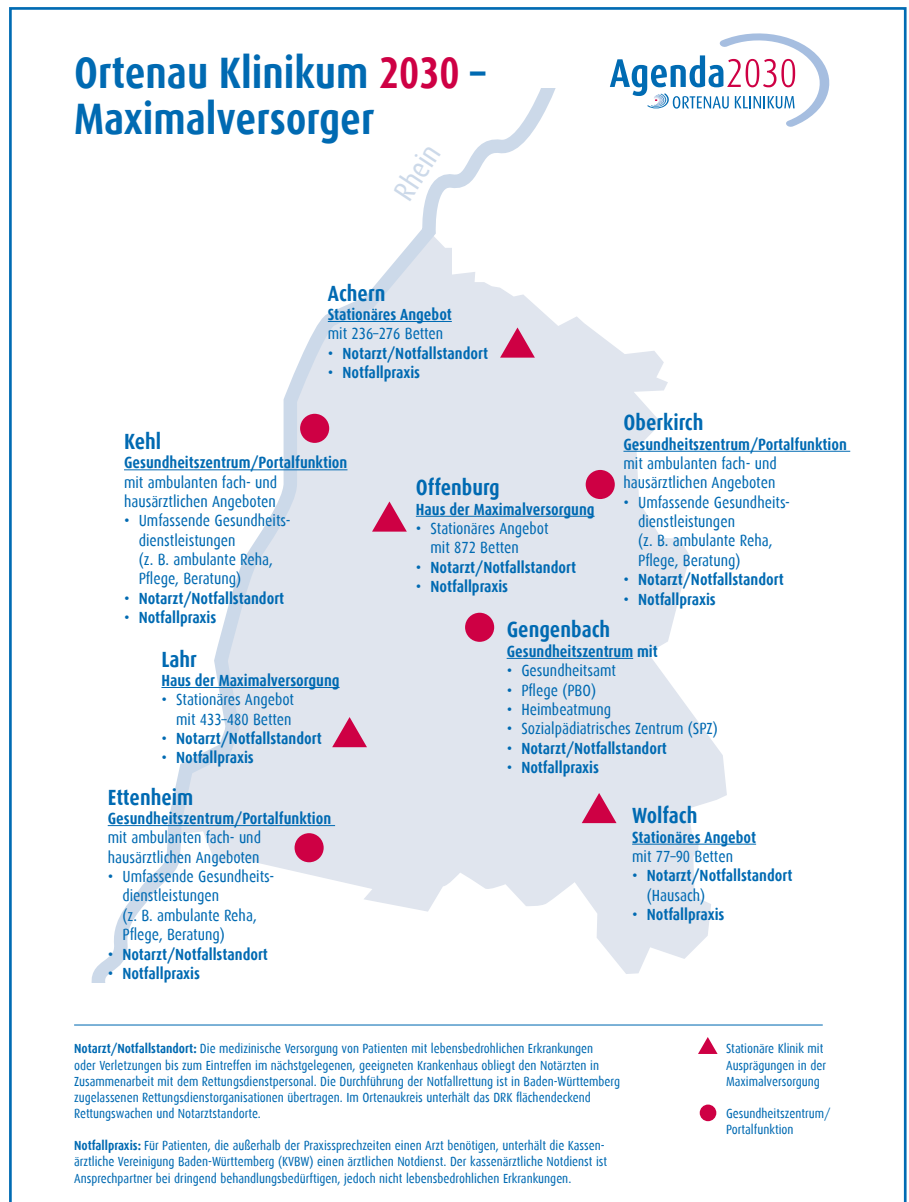 Ortenau Klinikum 2030 –
Maximalversorger
Agenda2030
ORTENAU KLINIKUM
Rhein
Achern
Stationäres Angebot
mit 236–276 Betten
• Notarzt/Notfallstandort
• Notfallpraxis
Kehl
Gesundheitszentrum/Portalfunktion
mit ambulanten fach- und
hausärztlichen Angeboten
• Umfassende Gesundheits-
dienstleistungen
(z. B. ambulante Reha,
Pflege, Beratung)
• Notarzt/Notfallstandort
• Notfallpraxis
Offenburg
Haus der Maximalversorgung
• Stationäres Angebot
mit 872 Betten
• Notarzt/Notfallstandort
• Notfallpraxis
Oberkirch
Gesundheitszentrum/Portalfunktion
mit ambulanten fach- und
hausärztlichen Angeboten
• Umfassende Gesundheits-
dienstleistungen
(z. B. ambulante Reha,
Pflege, Beratung)
• Notarzt/Notfallstandort
• Notfallpraxis
Gengenbach
Gesundheitszentrum mit
• Gesundheitsamt
• Pflege (PBO)
• Heimbeatmung
• Sozialpädiatrisches Zentrum (SPZ)
• Notarzt/Notfallstandort
• Notfallpraxis
Lahr
Haus der Maximalversorgung
• Stationäres Angebot
mit 433–480 Betten
• Notarzt/Notfallstandort
• Notfallpraxis
Ettenheim
Gesundheitszentrum/Portalfunktion
mit ambulanten fach- und
hausärztlichen Angeboten
• Umfassende Gesundheits-
dienstleistungen
(z. B. ambulante Reha,
Pflege, Beratung)
• Notarzt/Notfallstandort
• Notfallpraxis
Wolfach
Stationäres Angebot
mit 77–90 Betten
• Notarzt/Notfallstandort
(Hausach)
• Notfallpraxis
Notarzt/Notfallstandort: Die medizinische Versorgung von Patienten mit lebensbedrohlichen Erkrankungen
oder Verletzungen bis zum Eintreffen im nächstgelegenen, geeigneten Krankenhaus obliegt den Notärzten in
Zusammenarbeit mit dem Rettungsdienstpersonal. Die Durchführung der Notfallrettung ist in Baden-Württemberg
zugelassenen Rettungsdienstorganisationen übertragen. Im Ortenaukreis unterhält das DRK flächendeckend
Rettungswachen und Notarztstandorte.
Notfallpraxis: Für Patienten, die außerhalb der Praxissprechzeiten einen Arzt benötigen, unterhält die Kassen-
ärztliche Vereinigung Baden-Württemberg (KVBW) einen ärztlichen Notdienst. Der kassenärztliche Notdienst ist
Ansprechpartner bei dringend behandlungsbedürftigen, jedoch nicht lebensbedrohlichen Erkrankungen.
Stationäre Klinik mit
Ausprägungen in der
Maximalversorgung
Gesundheitszentrum/
Portalfunktion